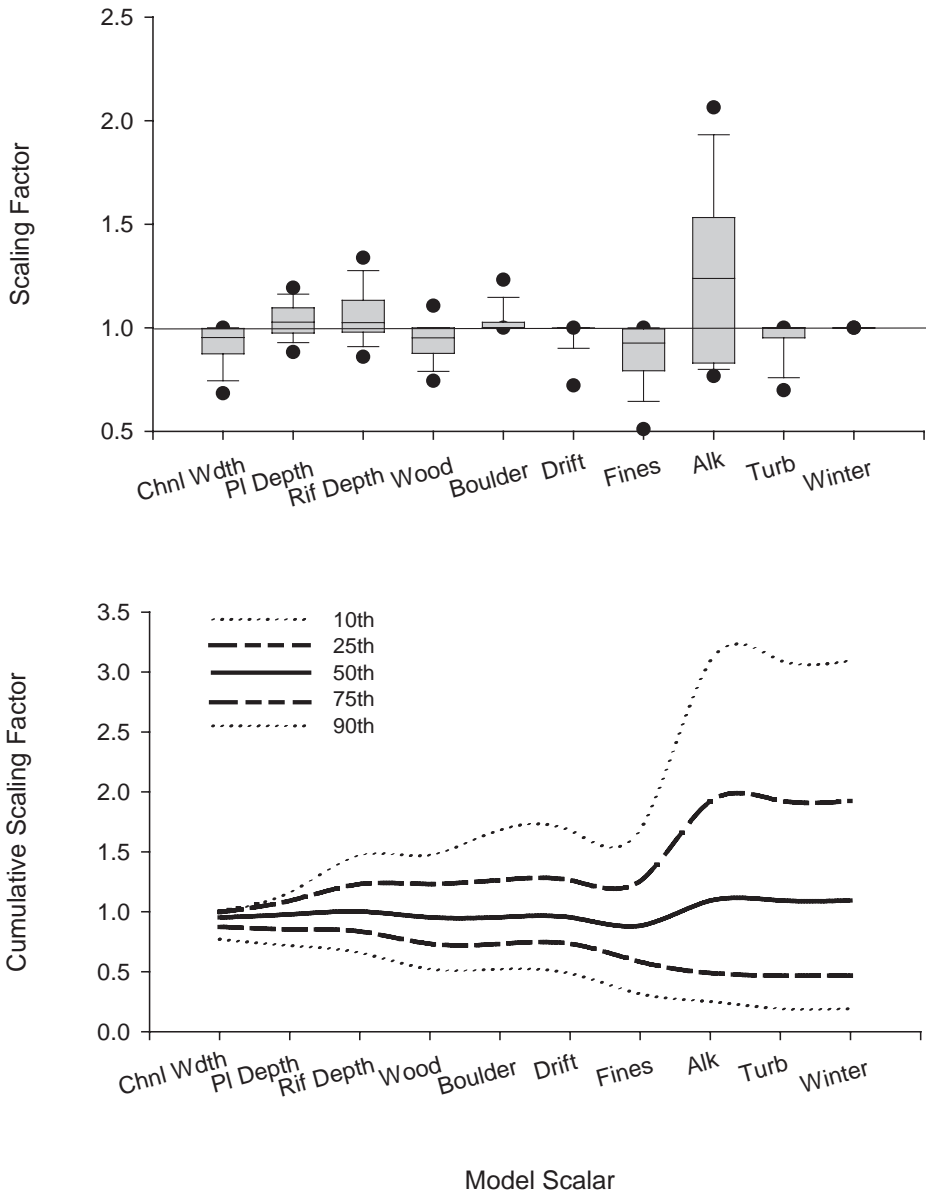 2.5
2.0
1.5
1.0
0.5
Scaling Factor
Chnl Wdth
Pl Depth
Rif Depth
Wood
Boulder
Drift
Fines
Alk
Turb
Winter
3.5
3.0
2.5
2.0
1.5
1.0
0.5
0.0
Cumulative Scaling Factor
10th
25th
50th
75th
90th
Chnl Wdth
Pl Depth
Rif Depth
Wood
Boulder
Drift
Fines
Alk
Turb
Winter
Model Scalar